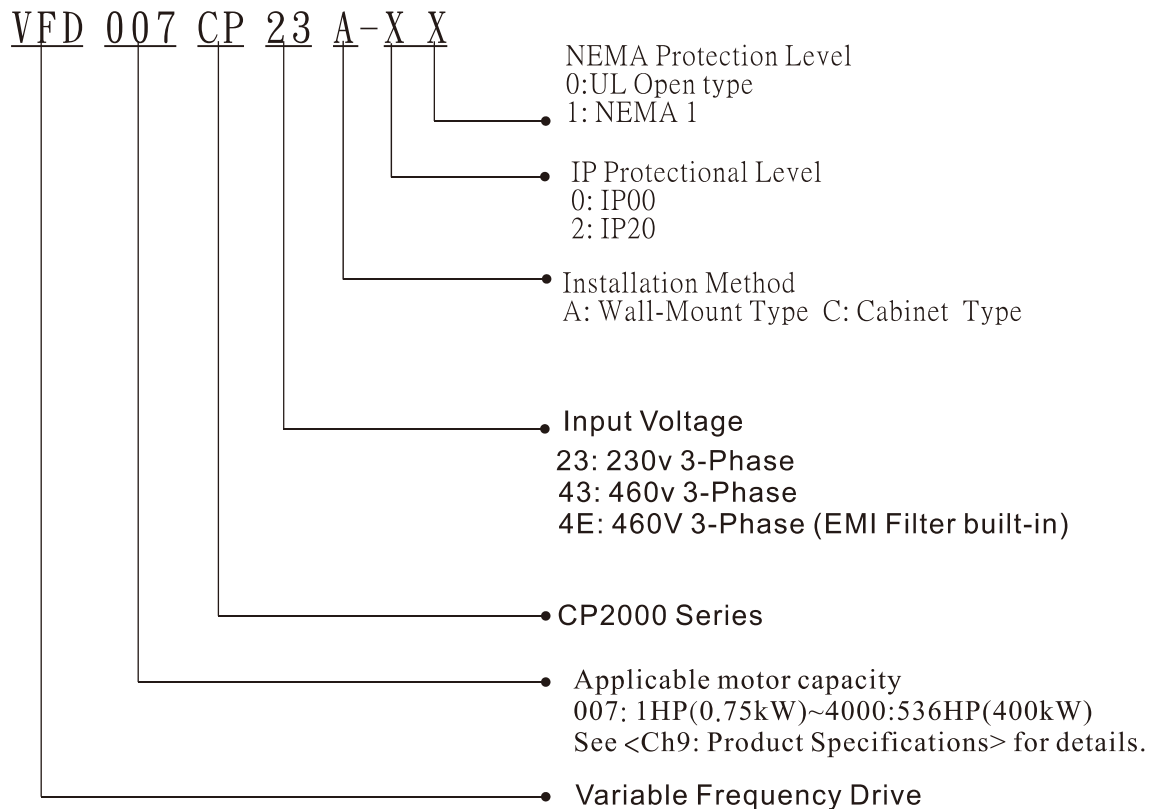 VFD 007 CP 23 A-X X
NEMA Protection Level
0:UL Open type
1: NEMA 1
IP Protectional Level
0: IP00
2: IP20
Installation Method
A: Wall-Mount Type C: Cabinet Type
Input Voltage
23: 230v 3-Phase
43: 460v 3-Phase
4E: 460V 3-Phase (EMI Filter built-in)
CP2000 Series
Applicable motor capacity
007: 1HP(0.75kW)~4000:536HP(400kW)
See <Ch9: Product Specifications> for details.
Variable Frequency Drive